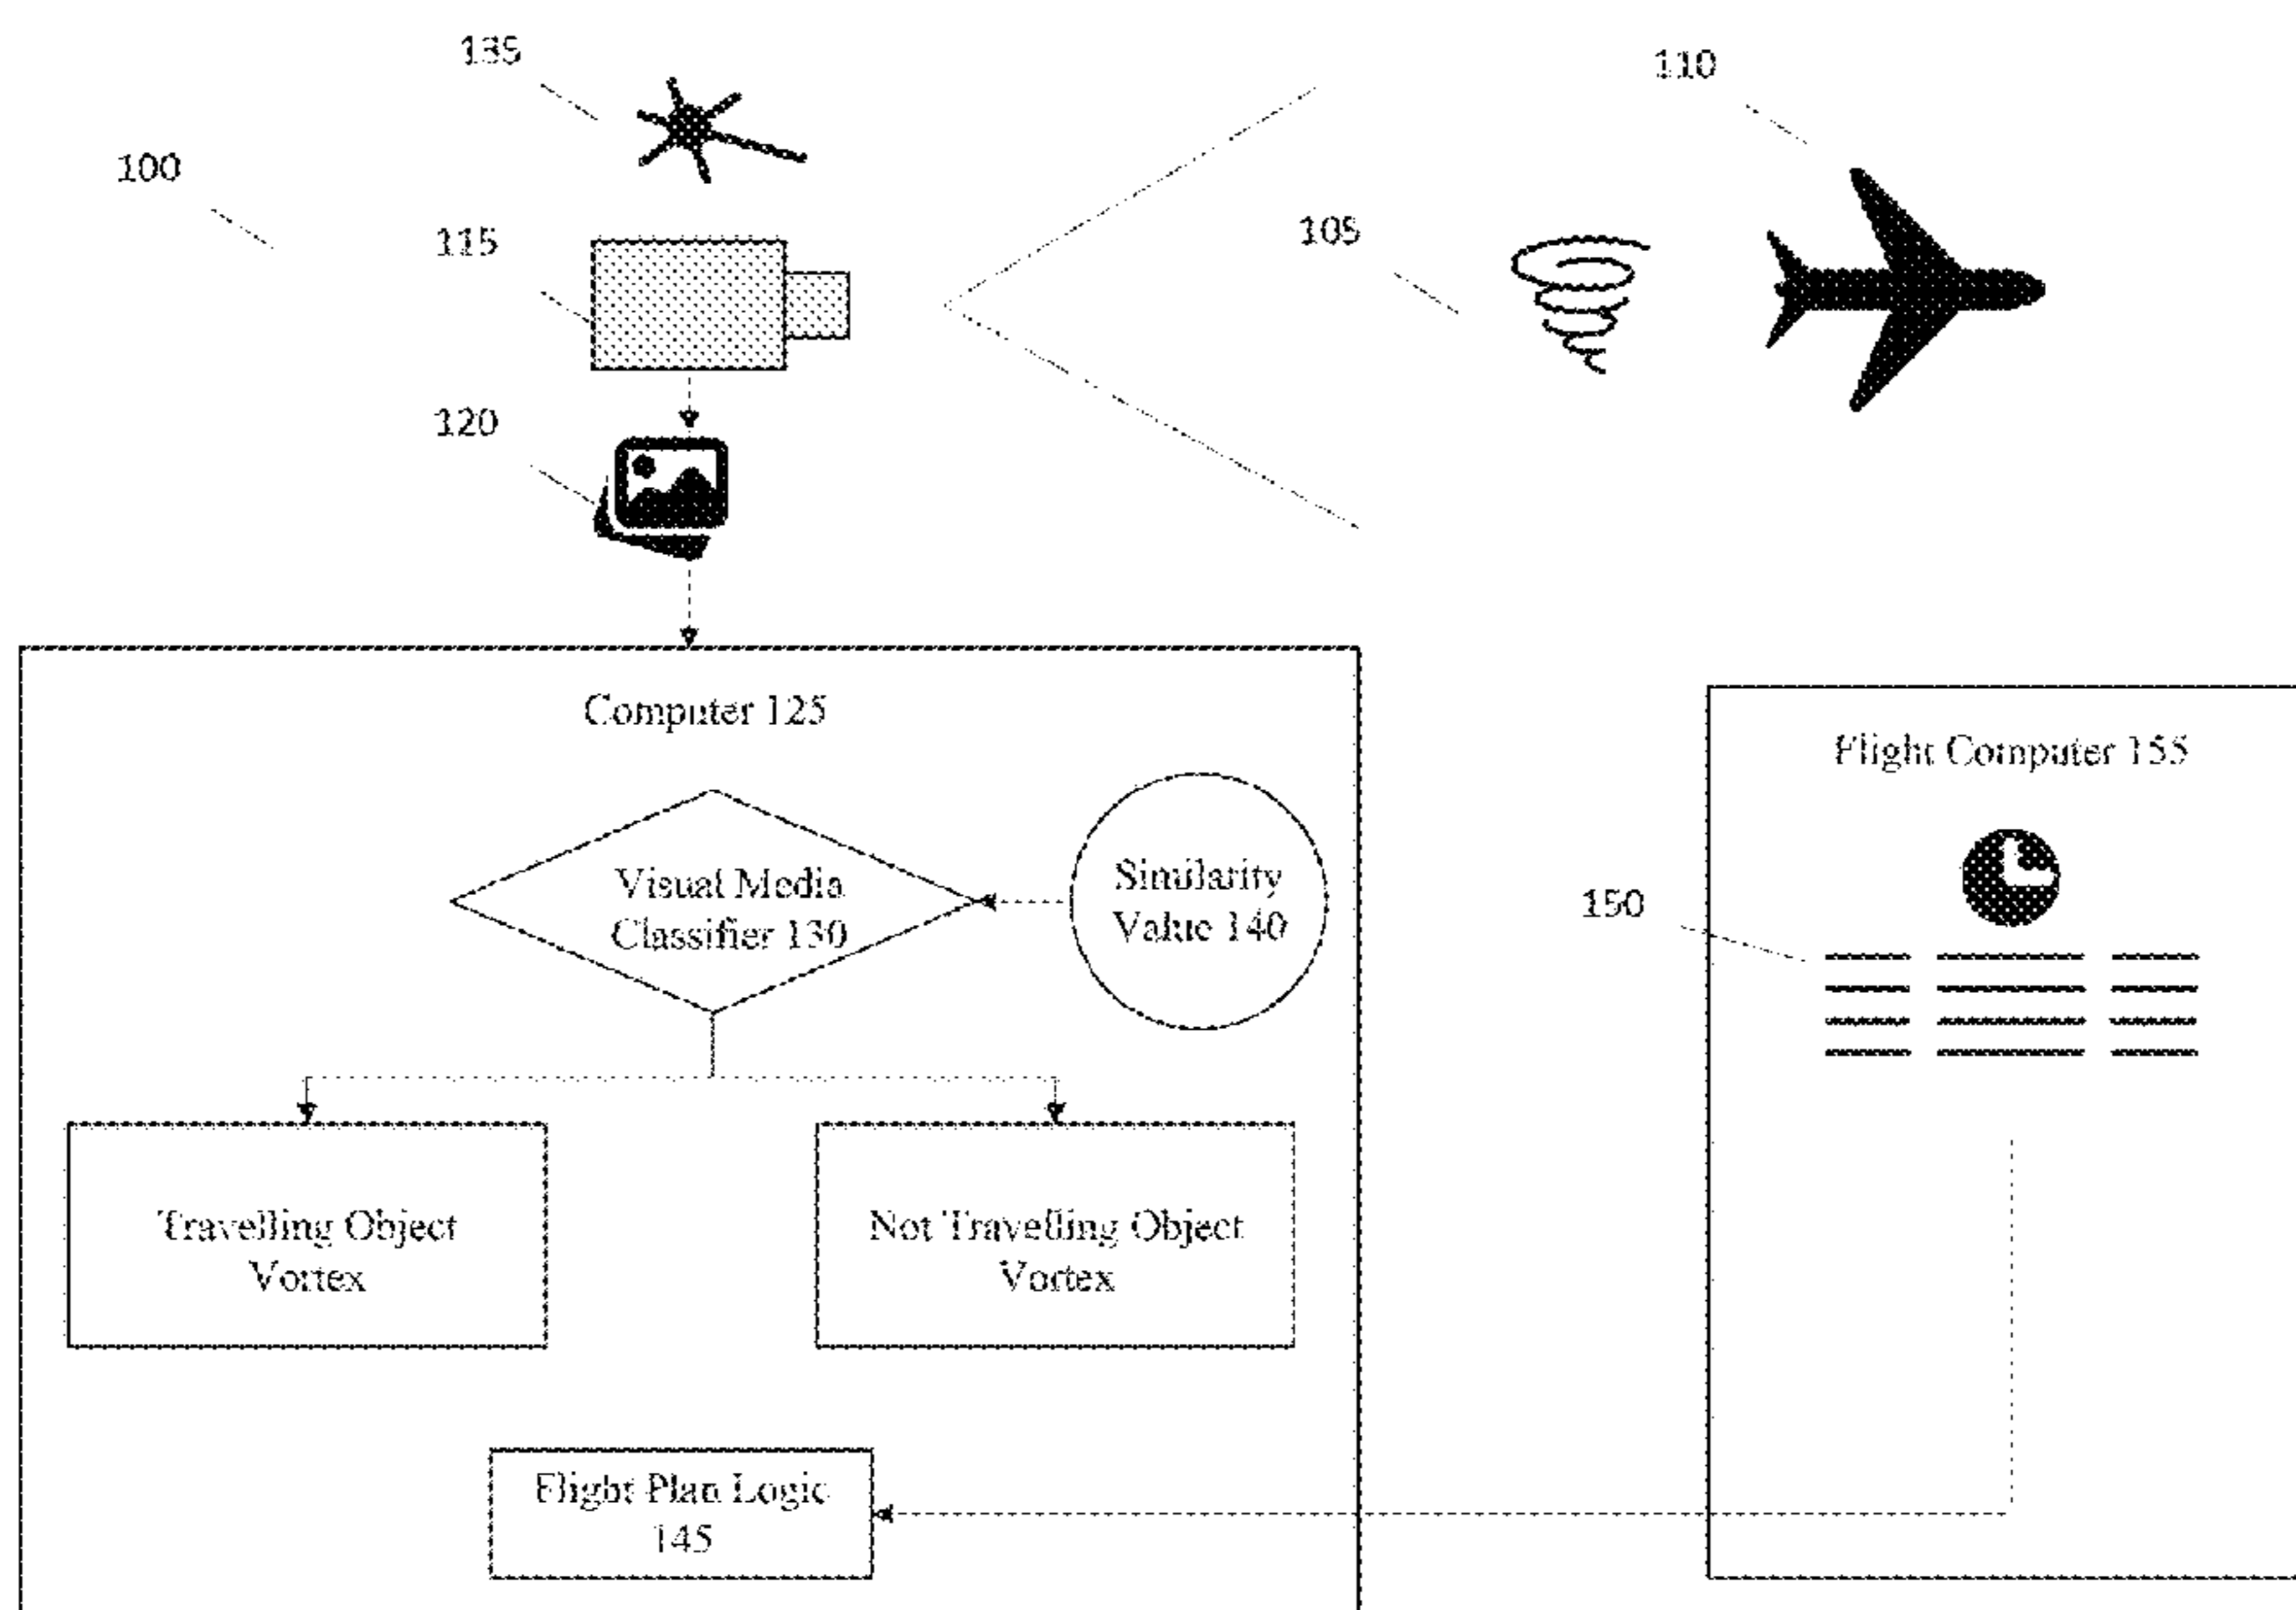 135
110
100
115
105
120
Computer 125
Flight Computer 155
Visual Media
Classifier 130
Similarity
Value 140
150
Travelling Object
Vortex
Not Travelling Object
Vortex
Flight Plan Logic
145